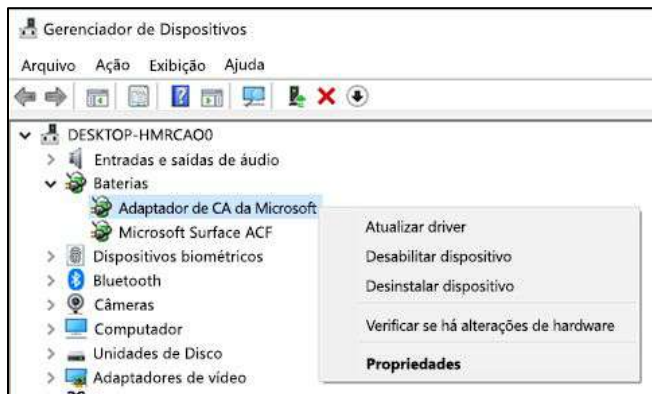 Gerenciador de Dispositivos
Arquivo Ação Exibição Ajuda
DESKTOP-HMRCAO0
Entradas e saídas de áudio
Baterias
Adaptador de CA da Microsoft
Microsoft Surface ACF
Dispositivos biométricos
Bluetooth
Câmeras
Computador
Unidades de Disco
Adaptadores de vídeo
Atualizar driver
Desabilitar dispositivo
Desinstalar dispositivo
Verificar se há alterações de hardware
Propriedades